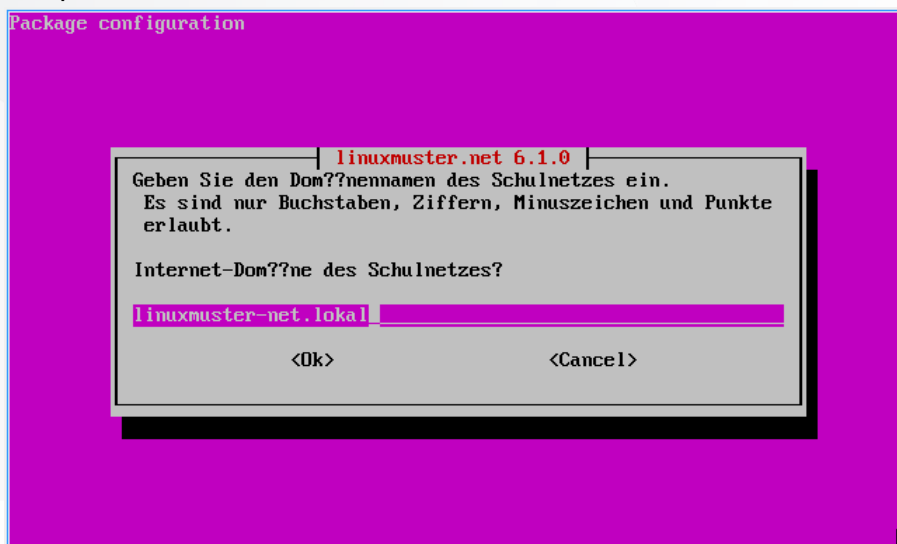 Package configuration
linuxmuster.net 6.1.0
Geben Sie den Dom??nennamen des Schulnetzes ein.
Es sind nur Buchstaben, Ziffern, Minuszeichen und Punkte
erlaubt.
Internet-Dom??ne des Schulnetzes?
linuxmuster-net.lokal_
<Ok> <Cancel>